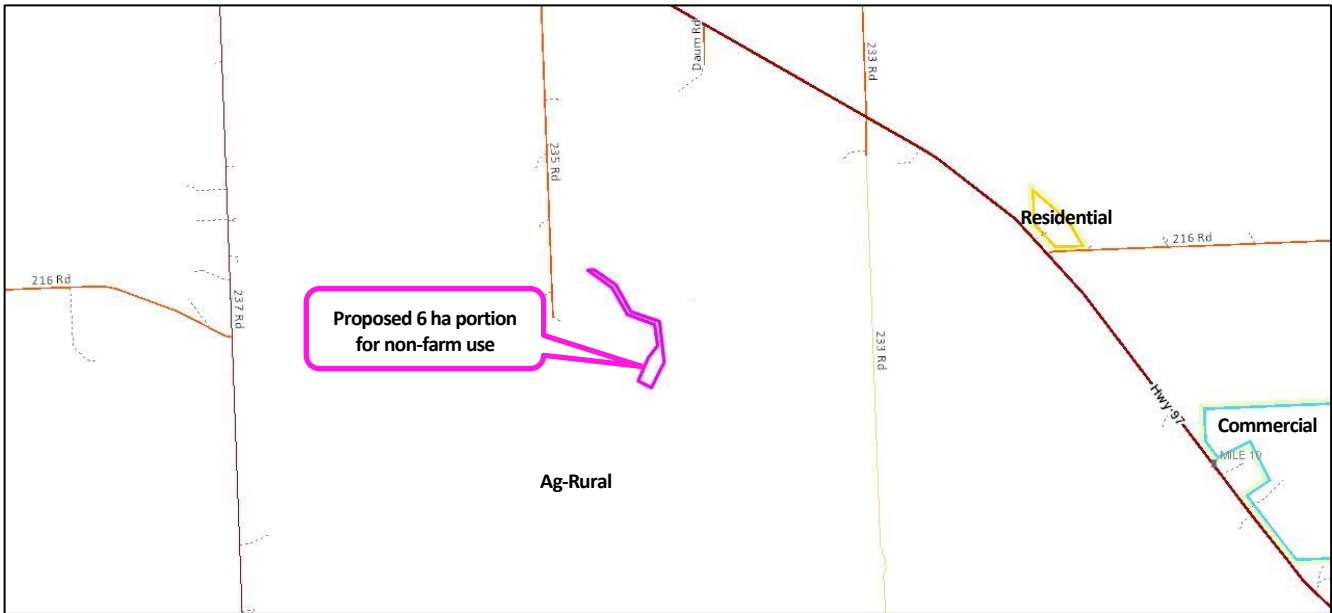 Daum Rd
233 Rd
235 Rd
Residential
216 Rd
216 Rd
237 Rd
Proposed 6 ha portion
for non-farm use
233 Rd
Hwy 97
Commercial
MILE 10
Ag-Rural